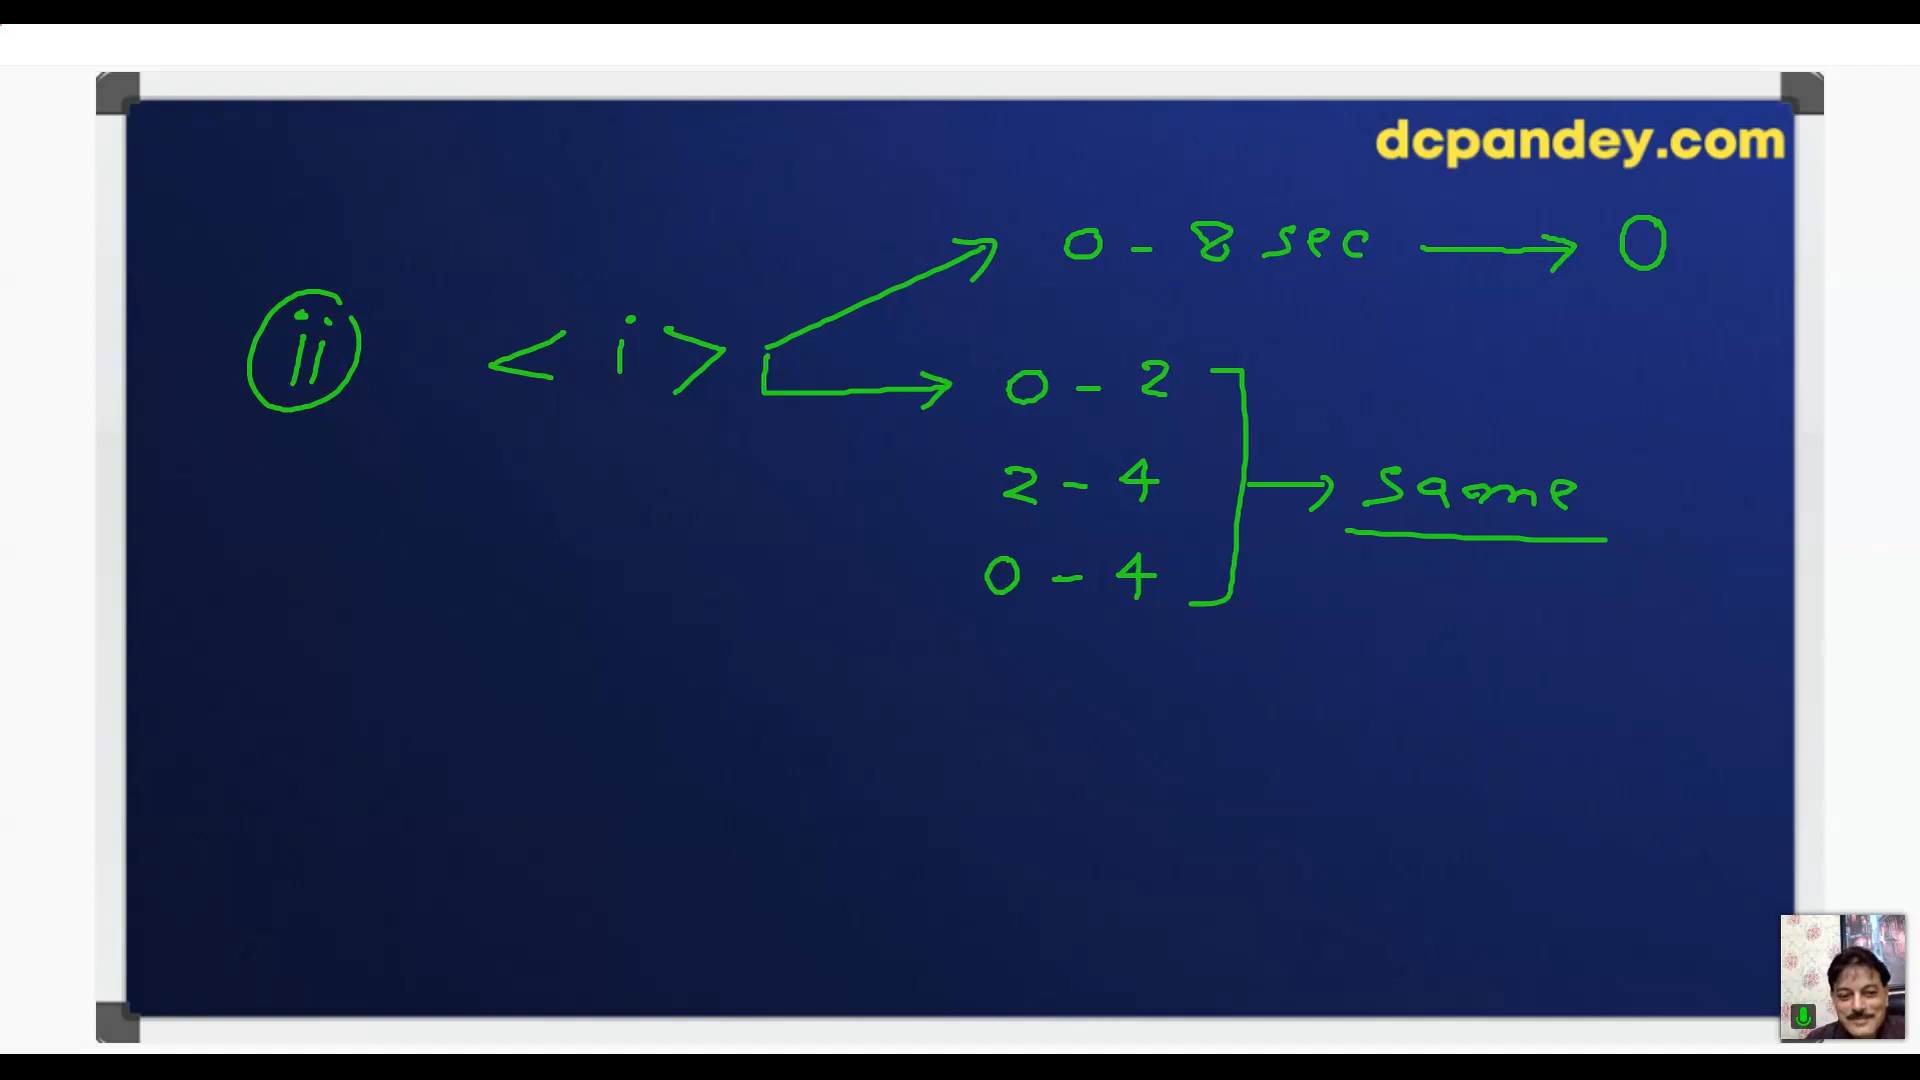 dcpandey.com
0 - 8 sec → 0
ii < i >
0 - 2
2 - 4 → same
0 - 4